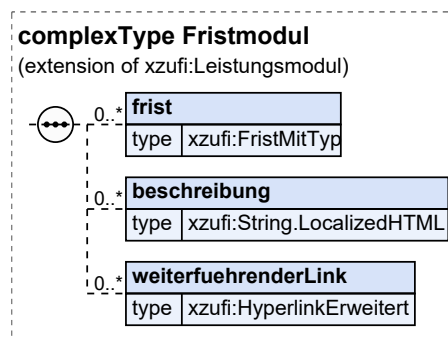 complexType Fristmodul
(extension of xzufi:Leistungsmodul)
0..* frist
type xzufi:FristMitTyp
0..* beschreibung
type xzufi:String.LocalizedHTML
0..* weiterfuehrenderLink
type xzufi:HyperlinkErweitert